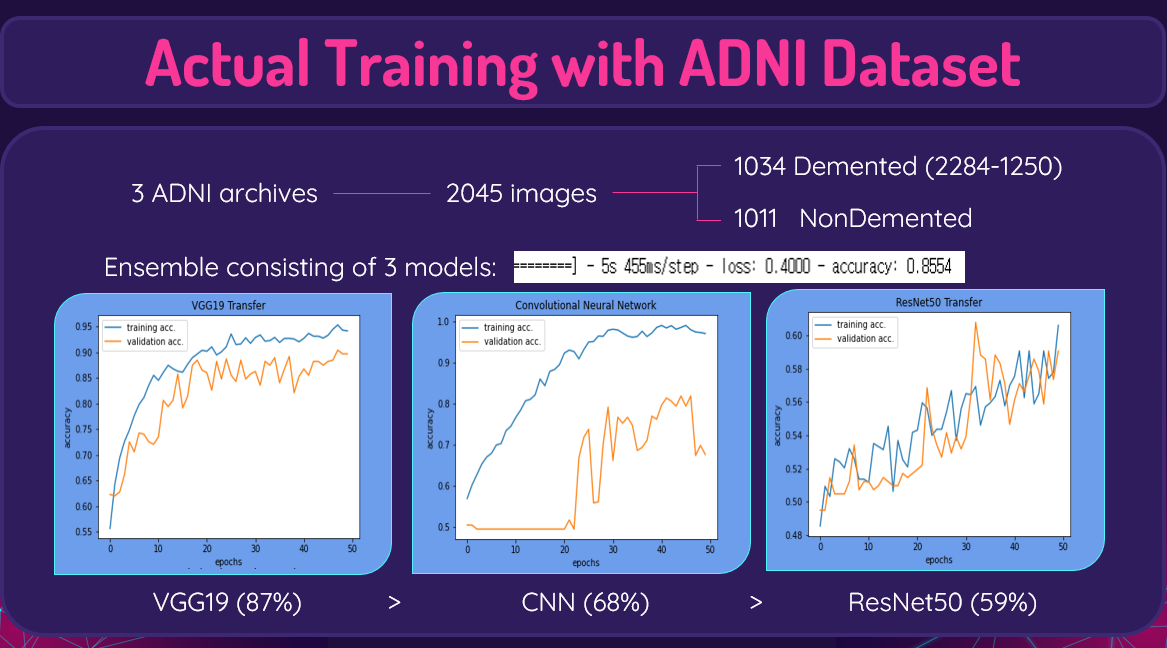 Actual Training with ADNI Dataset
3 ADNI archives
2045 images
1034 Demented (2284-1250)
1011 NonDemented
Ensemble consisting of 3 models:
========] - 5s 455ms/step - loss: 0.4000 - accuracy: 0.8554
VGG19 Transfer
training acc.
validation acc.
0.95
0.90
0.85
0.80
0.75
0.70
0.65
0.60
0.55
accuracy
0 10 20 30 40 50
epochs
Convolutional Neural Network
training acc.
validation acc.
1.0
0.9
0.8
0.7
0.6
0.5
accuracy
0 10 20 30 40 50
epochs
ResNet50 Transfer
training acc.
validation acc.
0.60
0.58
0.56
0.54
0.52
0.50
0.48
accuracy
0 10 20 30 40 50
epochs
VGG19 (87%) > CNN (68%) > ResNet50 (59%)